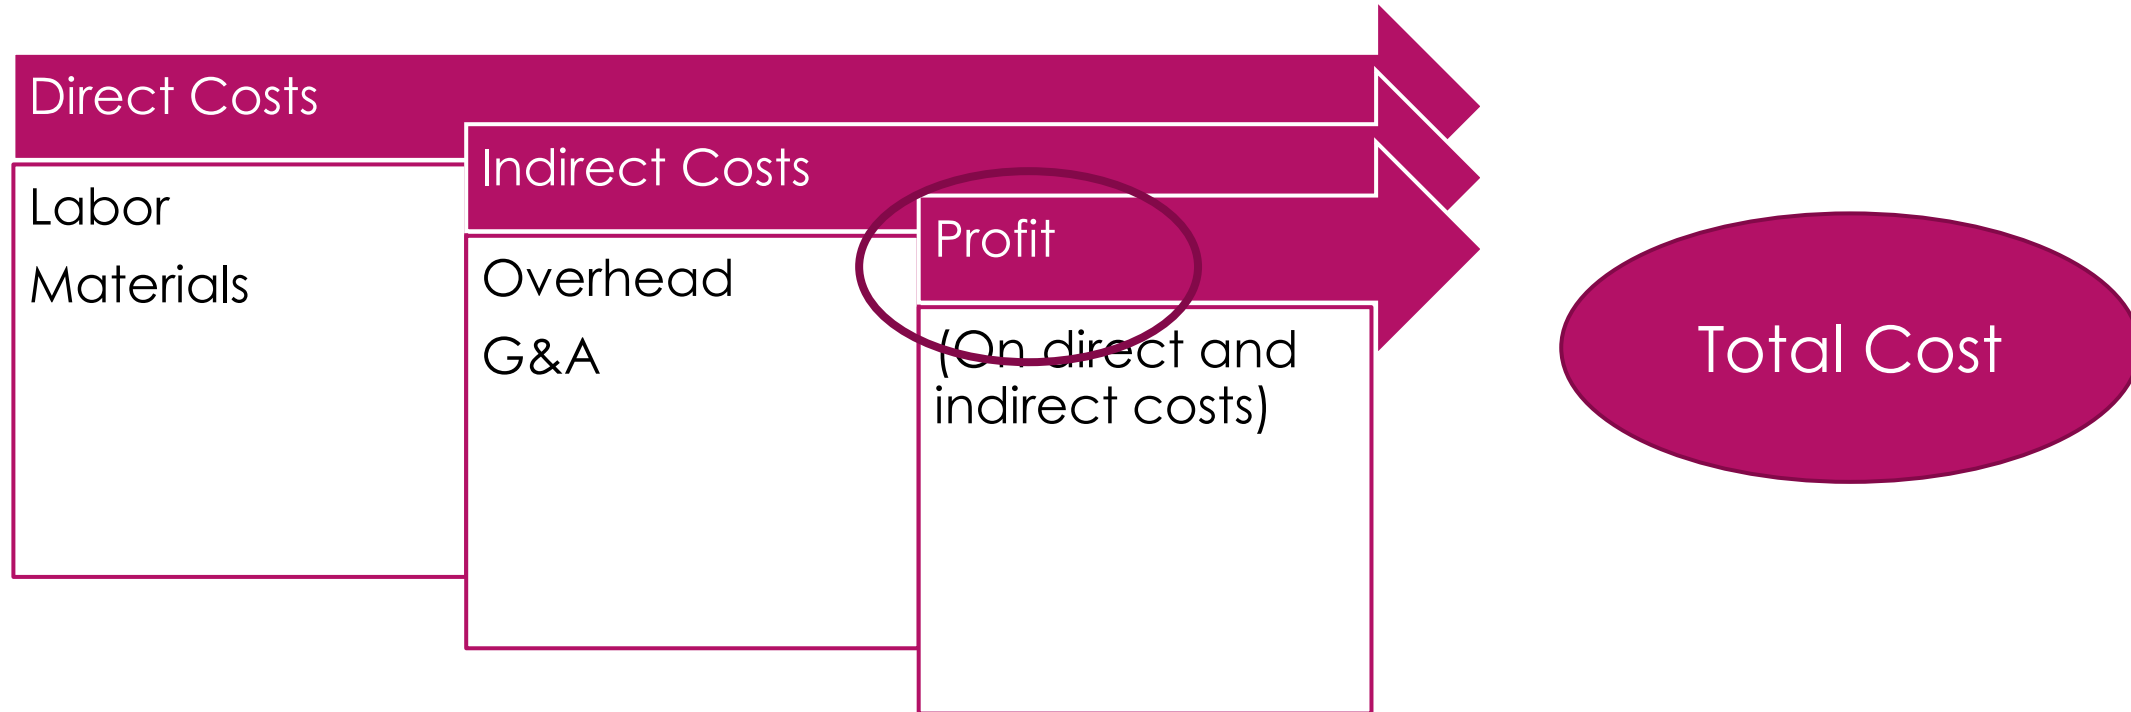 Direct Costs
Labor
Materials
Indirect Costs
Overhead
G&A
Profit
(On direct and
indirect costs)
Total Cost